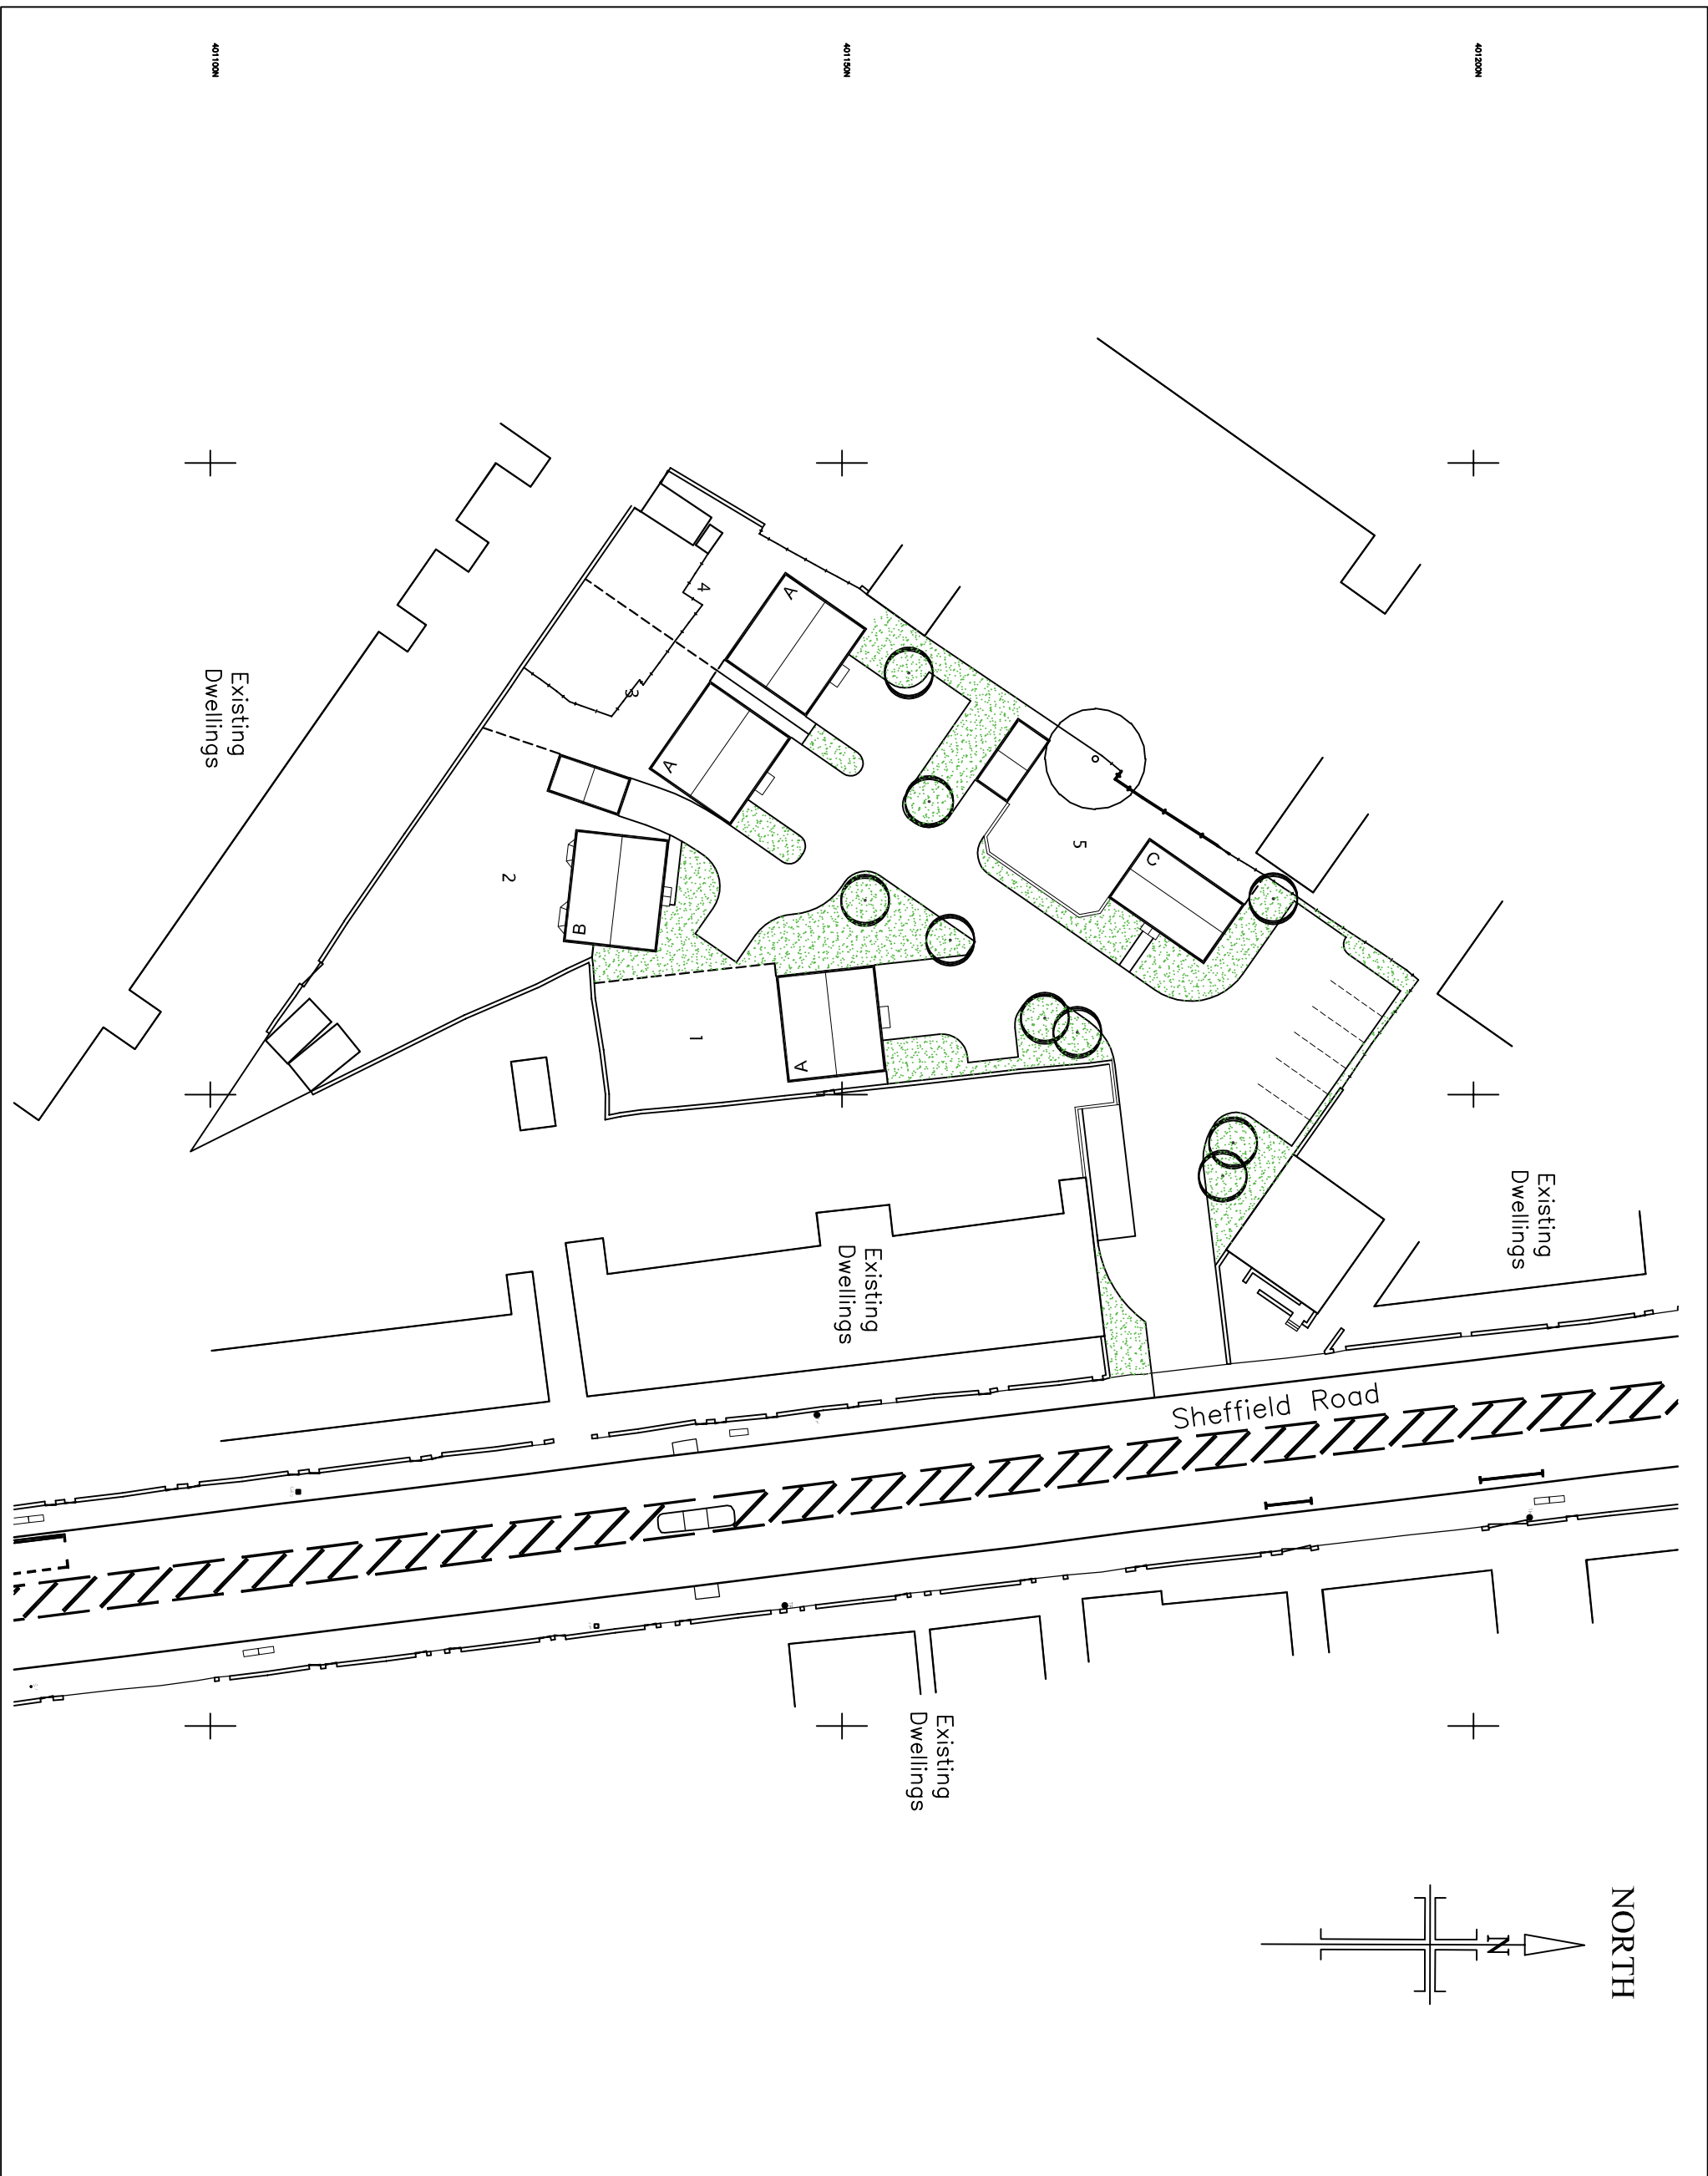 401100N
401150N
401200N
4
A
3
A
2
B
5
C
1
A
Existing
Dwellings
Existing
Dwellings
Existing
Dwellings
Sheffield Road
Existing
Dwellings
NORTH
N